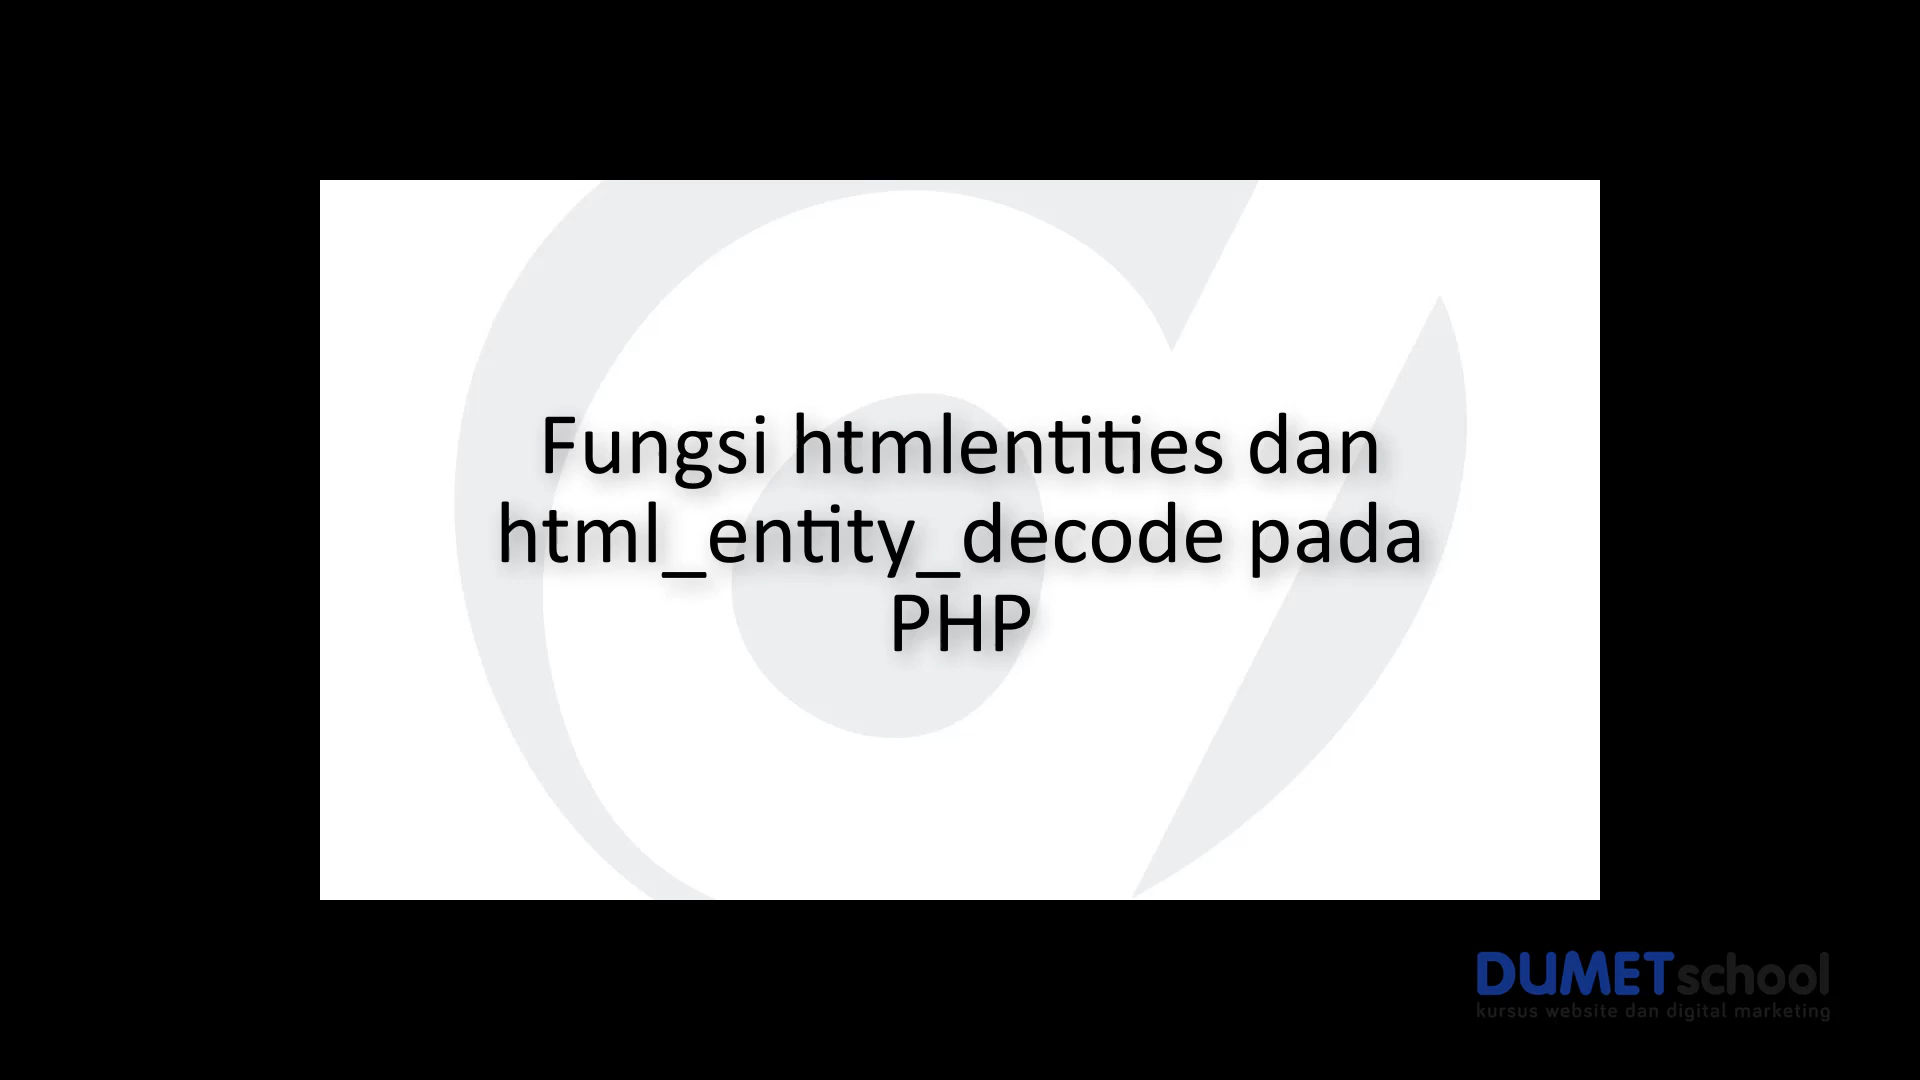 Fungsi htmlentities dan
html_entity_decode pada
PHP
DUMETschool
kursus website dan digital marketing